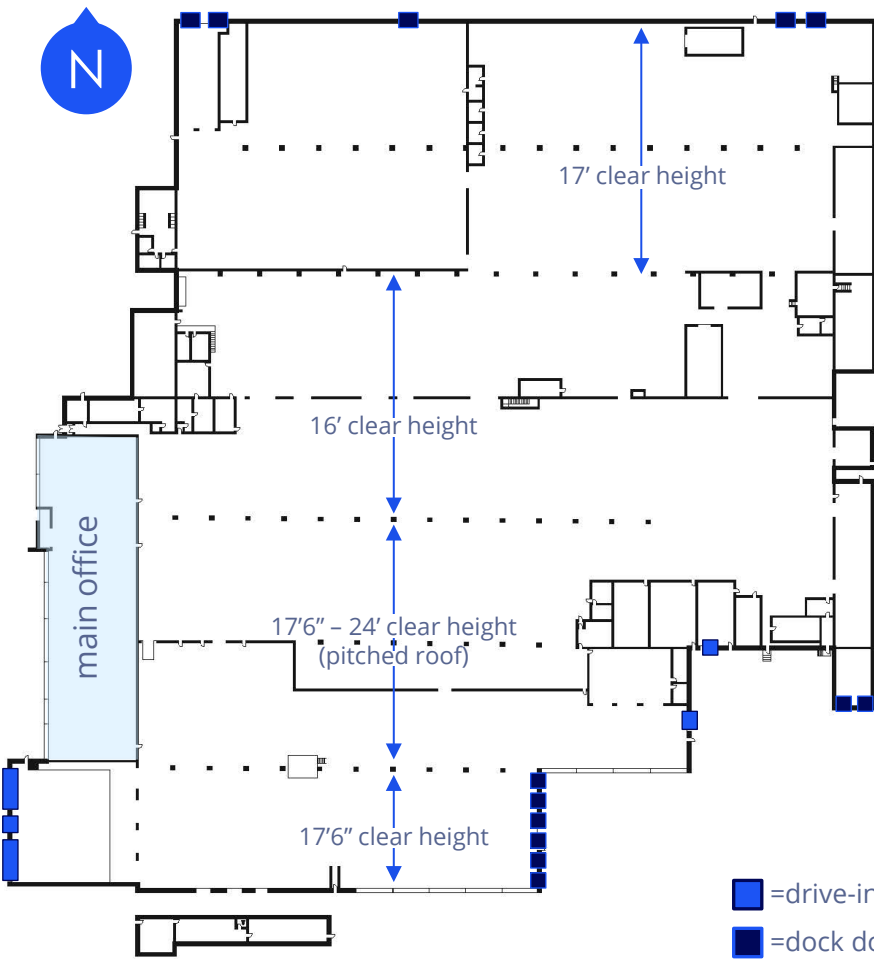 N
17’ clear height
16’ clear height
main office
17’6” – 24’ clear height
(pitched roof)
17’6” clear height
=drive-in
=dock do